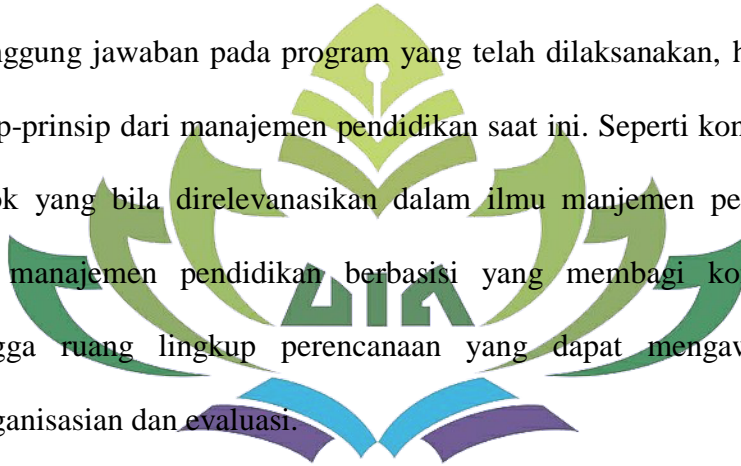 nggung jawaban pada program yang telah dilaksanakan, h
p-prinsip dari manajemen pendidikan saat ini. Seperti kon
ok yang bila direlevanasikan dalam ilmu manjemen pe
manajemen pendidikan berbasisi yang membagi ko
UIN
gga ruang lingkup perencanaan yang dapat mengav
ganisasian dan evaluasi.